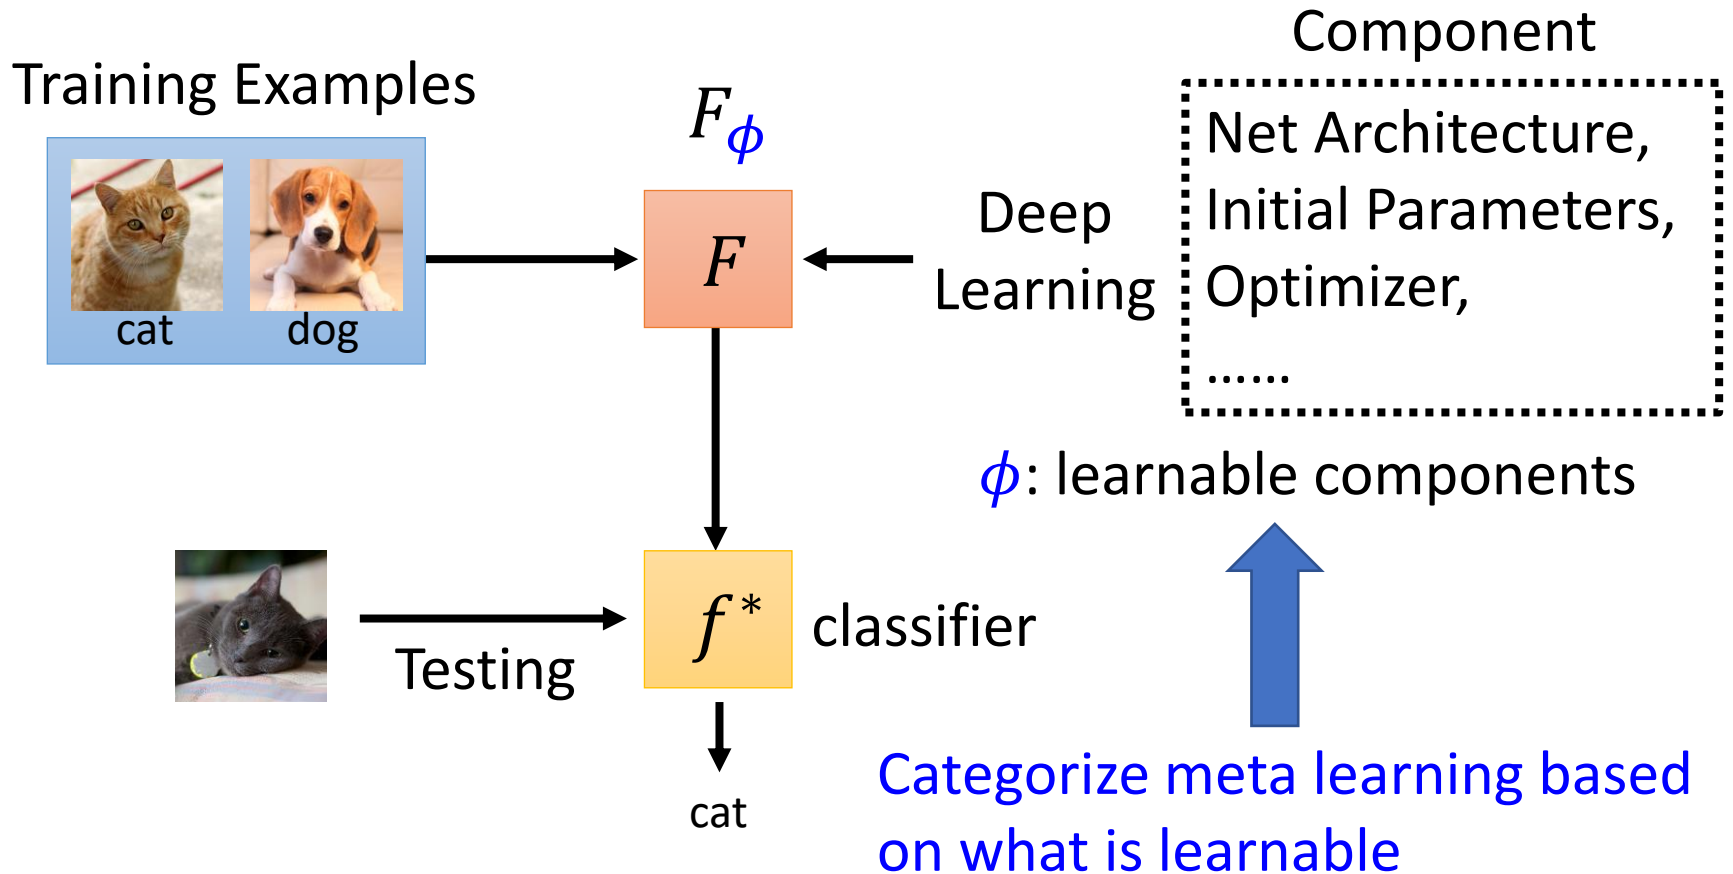 Component
Training Examples
Fϕ
Net Architecture,
Initial Parameters,
Optimizer,
......
Deep
Learning
F
cat
dog
ϕ: learnable components
f*
classifier
Testing
cat
Categorize meta learning based
on what is learnable